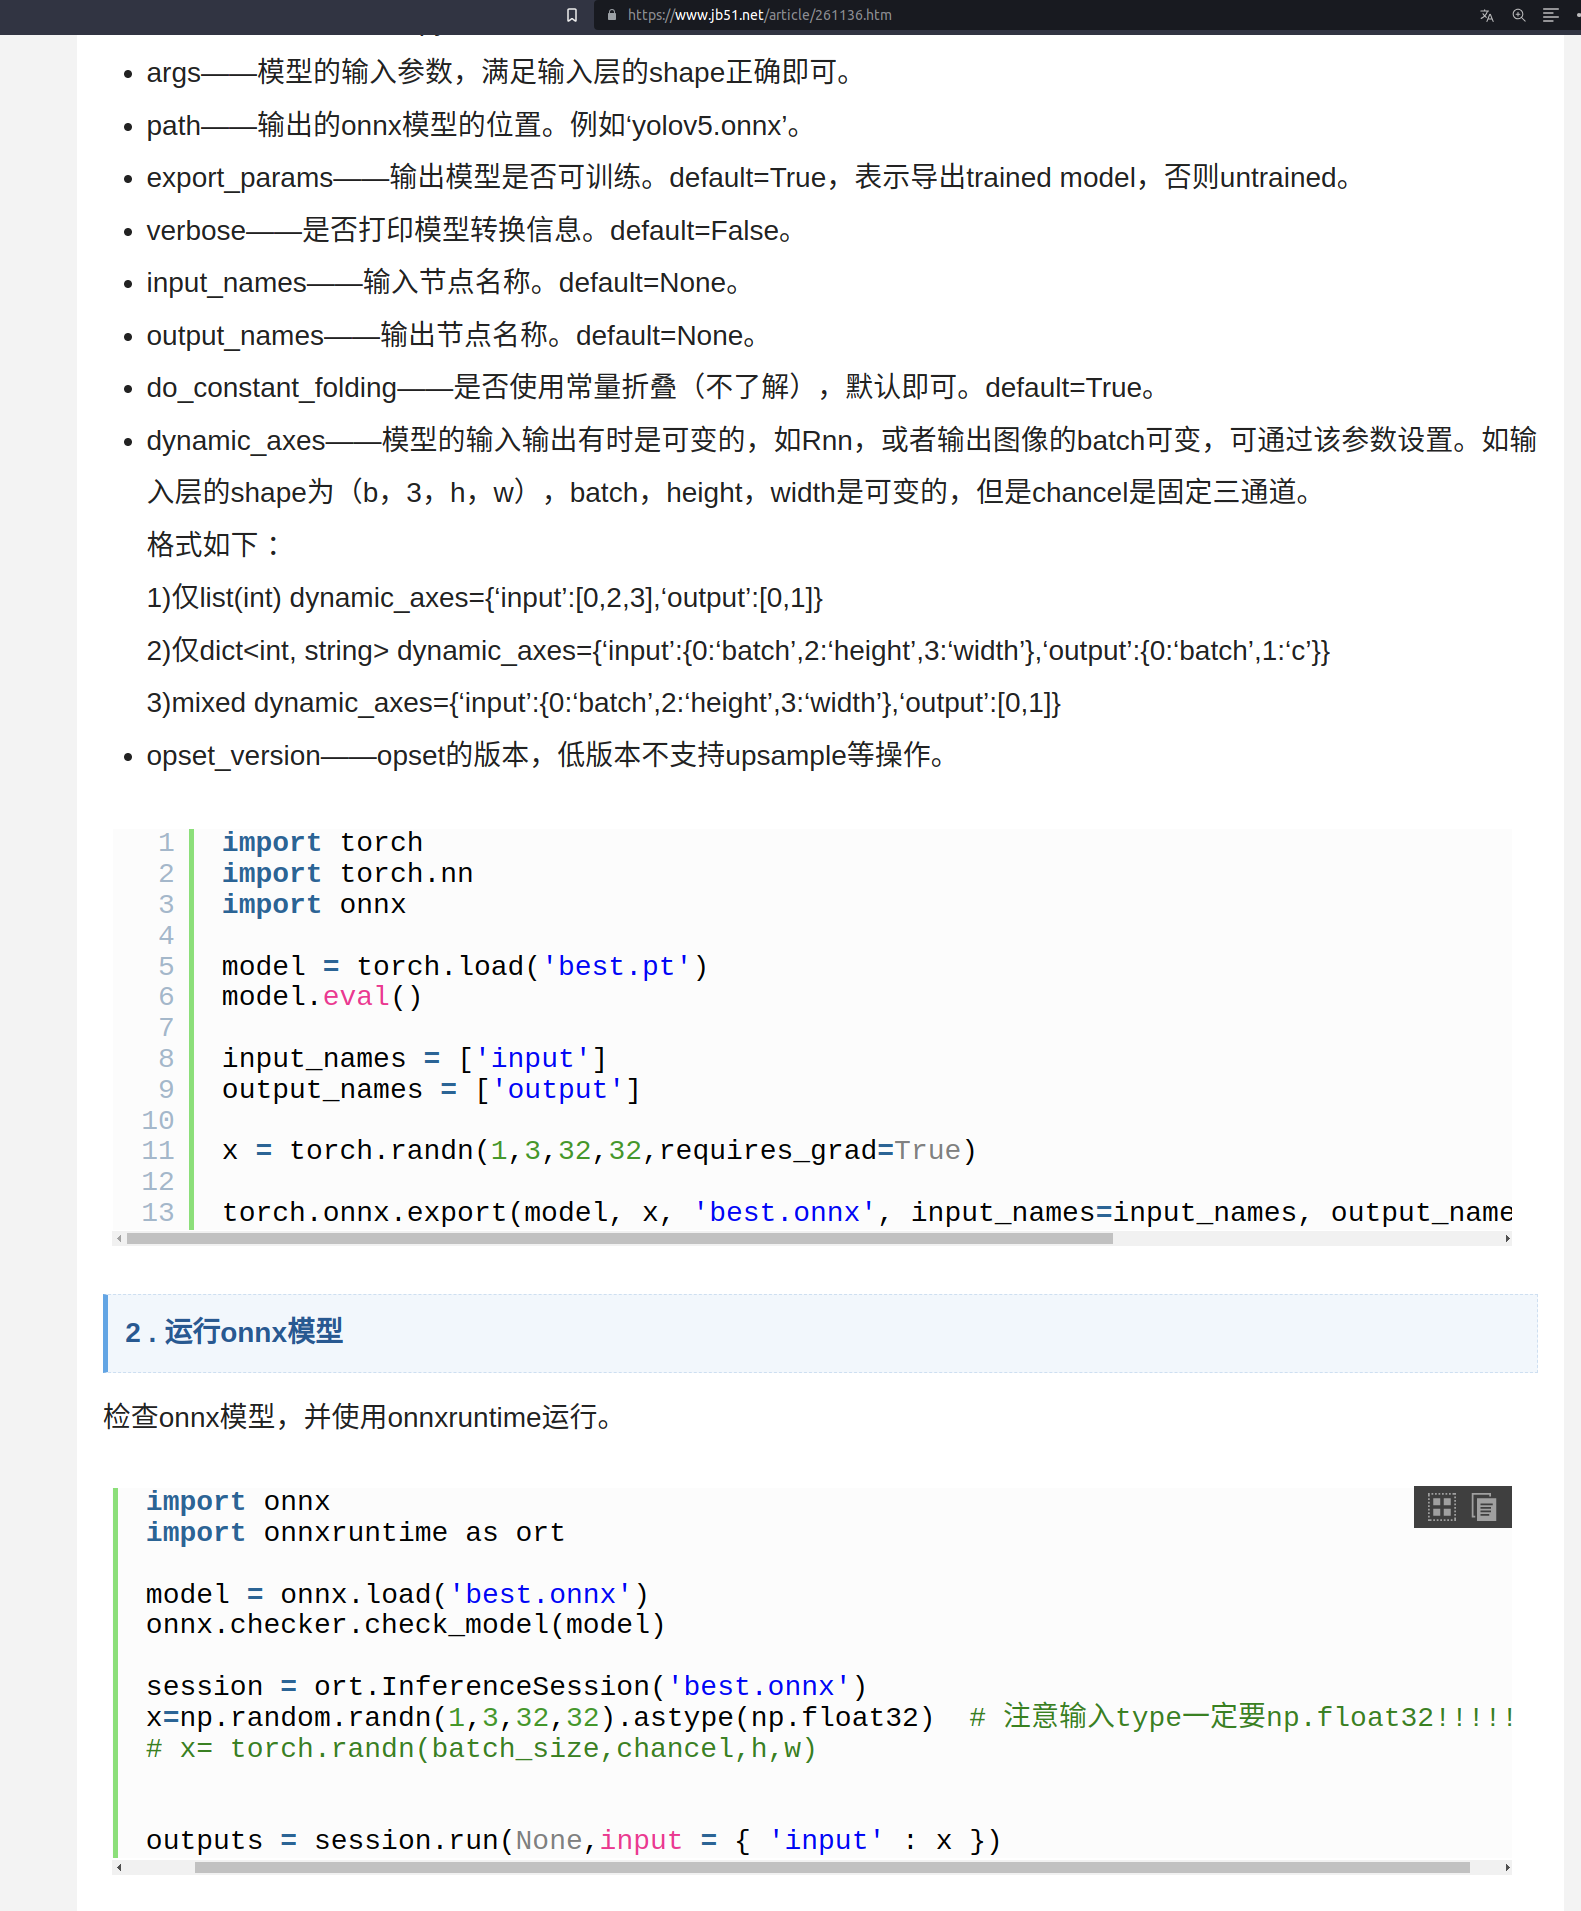 https://www.jb51.net/article/261136.htm
args——模型的输入参数，满足输入层的shape正确即可。
path——输出的onnx模型的位置。例如‘yolov5.onnx’。
export_params——输出模型是否可训练。default=True，表示导出trained model，否则untrained。
verbose——是否打印模型转换信息。default=False。
input_names——输入节点名称。default=None。
output_names——输出节点名称。default=None。
do_constant_folding——是否使用常量折叠（不了解），默认即可。default=True。
dynamic_axes——模型的输入输出有时是可变的，如Rnn，或者输出图像的batch可变，可通过该参数设置。如输
入层的shape为（b，3，h，w），batch，height，width是可变的，但是chancel是固定三通道。
格式如下 ：
1)仅list(int) dynamic_axes={‘input’:[0,2,3],‘output’:[0,1]}
2)仅dict<int, string> dynamic_axes={‘input’:{0:‘batch’,2:‘height’,3:‘width’},‘output’:{0:‘batch’,1:‘c’}}
3)mixed dynamic_axes={‘input’:{0:‘batch’,2:‘height’,3:‘width’},‘output’:[0,1]}
opset_version——opset的版本，低版本不支持upsample等操作。
1 import torch
2 import torch.nn
3 import onnx
4
5 model = torch.load('best.pt')
6 model.eval()
7
8 input_names = ['input']
9 output_names = ['output']
10
11 x = torch.randn(1,3,32,32,requires_grad=True)
12
13 torch.onnx.export(model, x, 'best.onnx', input_names=input_names, output_name
2 . 运行onnx模型
检查onnx模型，并使用onnxruntime运行。
import onnx
import onnxruntime as ort
model = onnx.load('best.onnx')
onnx.checker.check_model(model)
session = ort.InferenceSession('best.onnx')
x=np.random.randn(1,3,32,32).astype(np.float32)  # 注意输入type一定要np.float32!!!!!
# x= torch.randn(batch_size,chancel,h,w)
outputs = session.run(None,input = { 'input' : x })